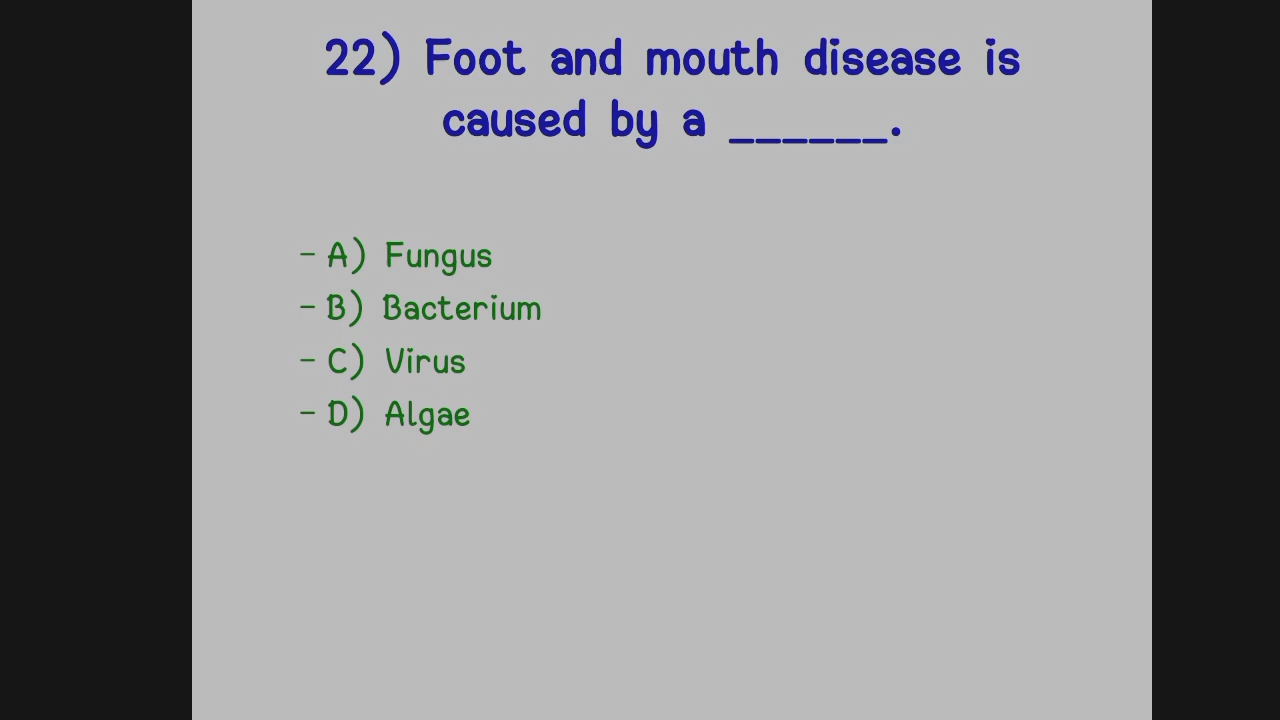 22) Foot and mouth disease is
caused by a ______.
- A) Fungus
- B) Bacterium
- C) Virus
- D) Algae